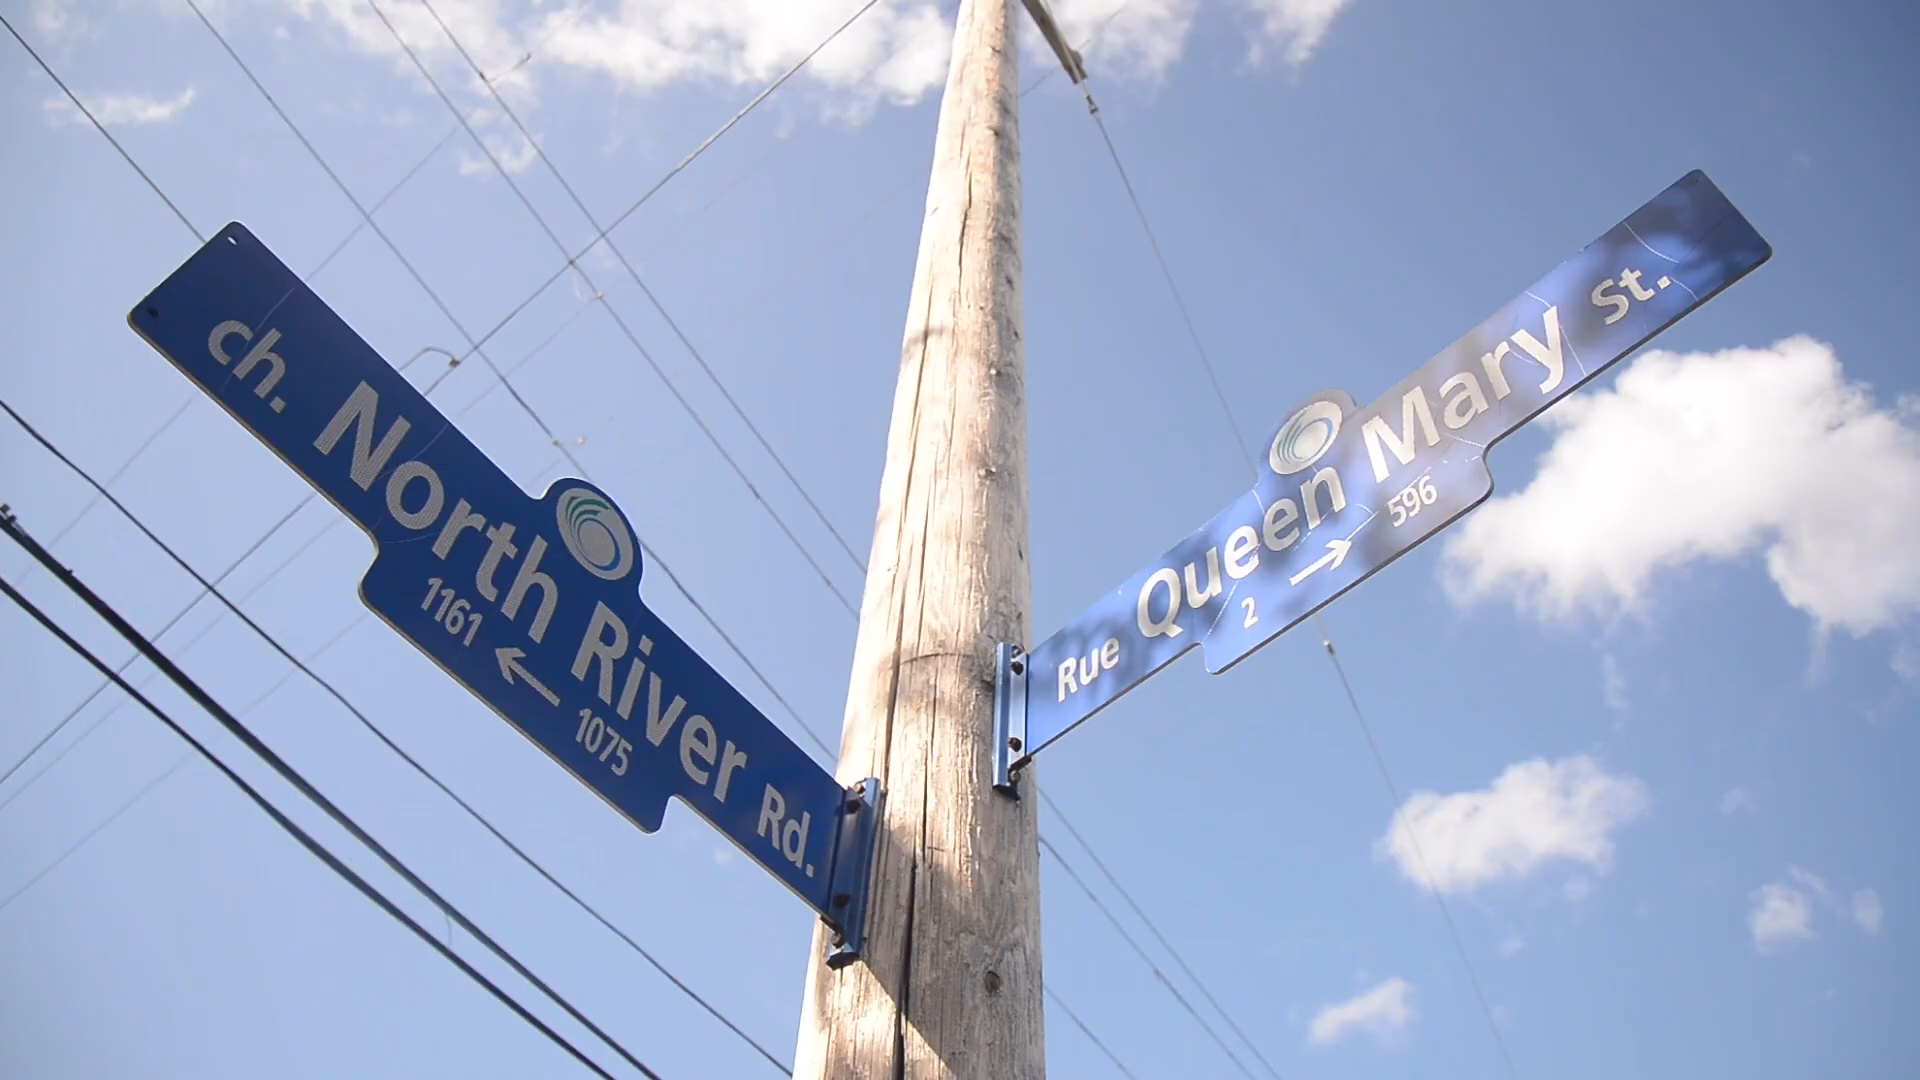 ch. North River Rd.
1161 ← 1075
Rue Queen Mary St.
2 → 596